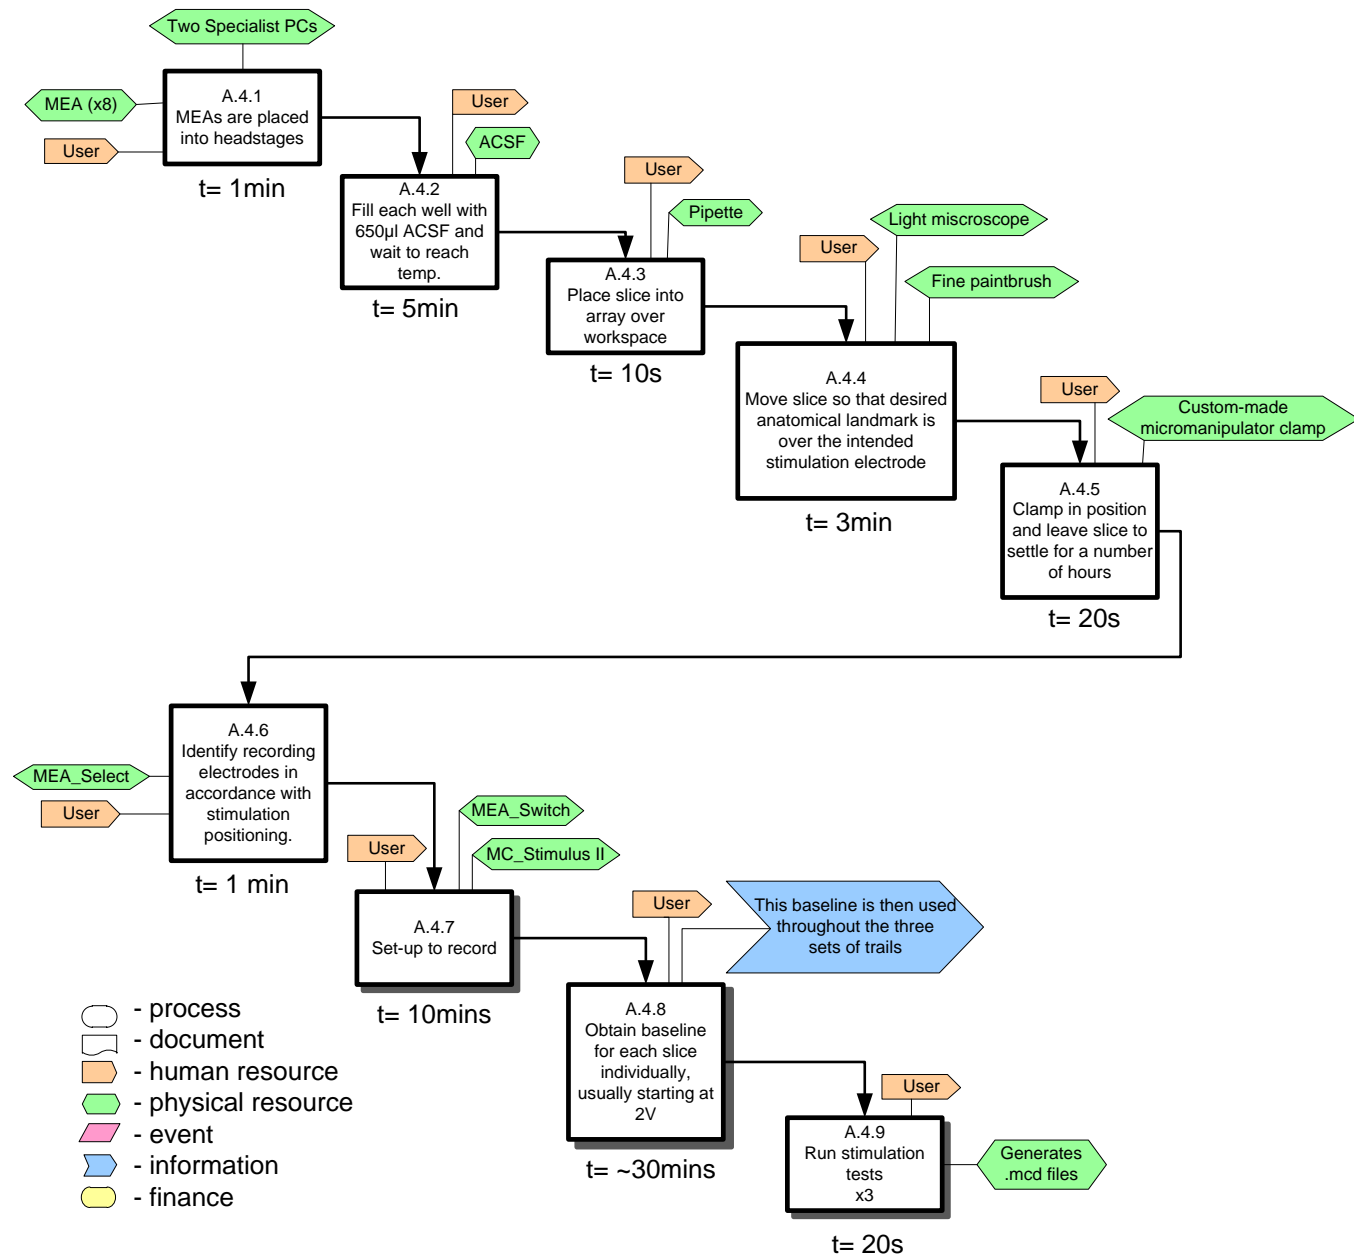 Two Specialist PCs
MEA (x8)
User
A.4.1
MEAs are placed
into headstages
t= 1min
User
ACSF
A.4.2
Fill each well with
650µl ACSF and
wait to reach
temp.
t= 5min
User
Pipette
A.4.3
Place slice into
array over
workspace
t= 10s
Light miscroscope
User
Fine paintbrush
A.4.4
Move slice so that desired
anatomical landmark is
over the intended
stimulation electrode
t= 3min
User
Custom-made
micromanipulator clamp
A.4.5
Clamp in position
and leave slice to
settle for a number
of hours
t= 20s
MEA_Select
User
A.4.6
Identify recording
electrodes in
accordance with
stimulation
positioning.
t= 1 min
User
MEA_Switch
MC_Stimulus II
A.4.7
Set-up to record
t= 10mins
User
This baseline is then used
throughout the three
sets of trails
A.4.8
Obtain baseline
for each slice
individually,
usually starting at
2V
t= ~30mins
User
A.4.9
Run stimulation
tests
x3
Generates
.mcd files
t= 20s
- process
- document
- human resource
- physical resource
- event
- information
- finance